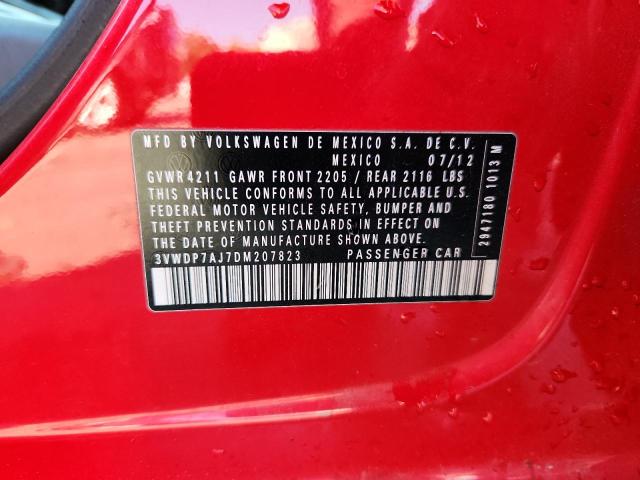 MFD BY VOLKSWAGEN DE MEXICO S.A. DE C.V.
MEXICO 07/12
GVWR 4211 GAWR FRONT 2205 / REAR 2116 LBS
THIS VEHICLE CONFORMS TO ALL APPLICABLE U.S.
FEDERAL MOTOR VEHICLE SAFETY, BUMPER AND
THEFT PREVENTION STANDARDS IN EFFECT ON
THE DATE OF MANUFACTURE SHOWN ABOVE.
3VWDP7AJ7DM207823 PASSENGER CAR
2947180 1013 M